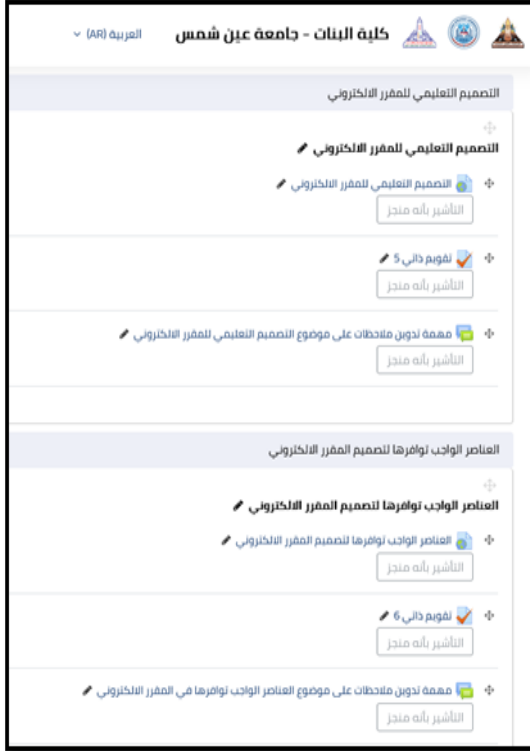 كلية البنات - جامعة عين شمس
العربية (AR)
التصميم التعليمي للمقرر الالكتروني
التصميم التعليمي للمقرر الالكتروني
التصميم التعليمي للمقرر الالكتروني
التأشير بأنه منجز
تقويم ذاتي 5
التأشير بأنه منجز
مهمة تدوين ملاحظات على موضوع التصميم التعليمي للمقرر الالكتروني
التأشير بأنه منجز
العناصر الواجب توافرها لتصميم المقرر الالكتروني
العناصر الواجب توافرها لتصميم المقرر الالكتروني
العناصر الواجب توافرها لتصميم المقرر الالكتروني
التأشير بأنه منجز
تقويم ذاتي 6
التأشير بأنه منجز
مهمة تدوين ملاحظات على موضوع العناصر الواجب توافرها في المقرر الالكتروني
التأشير بأنه منجز